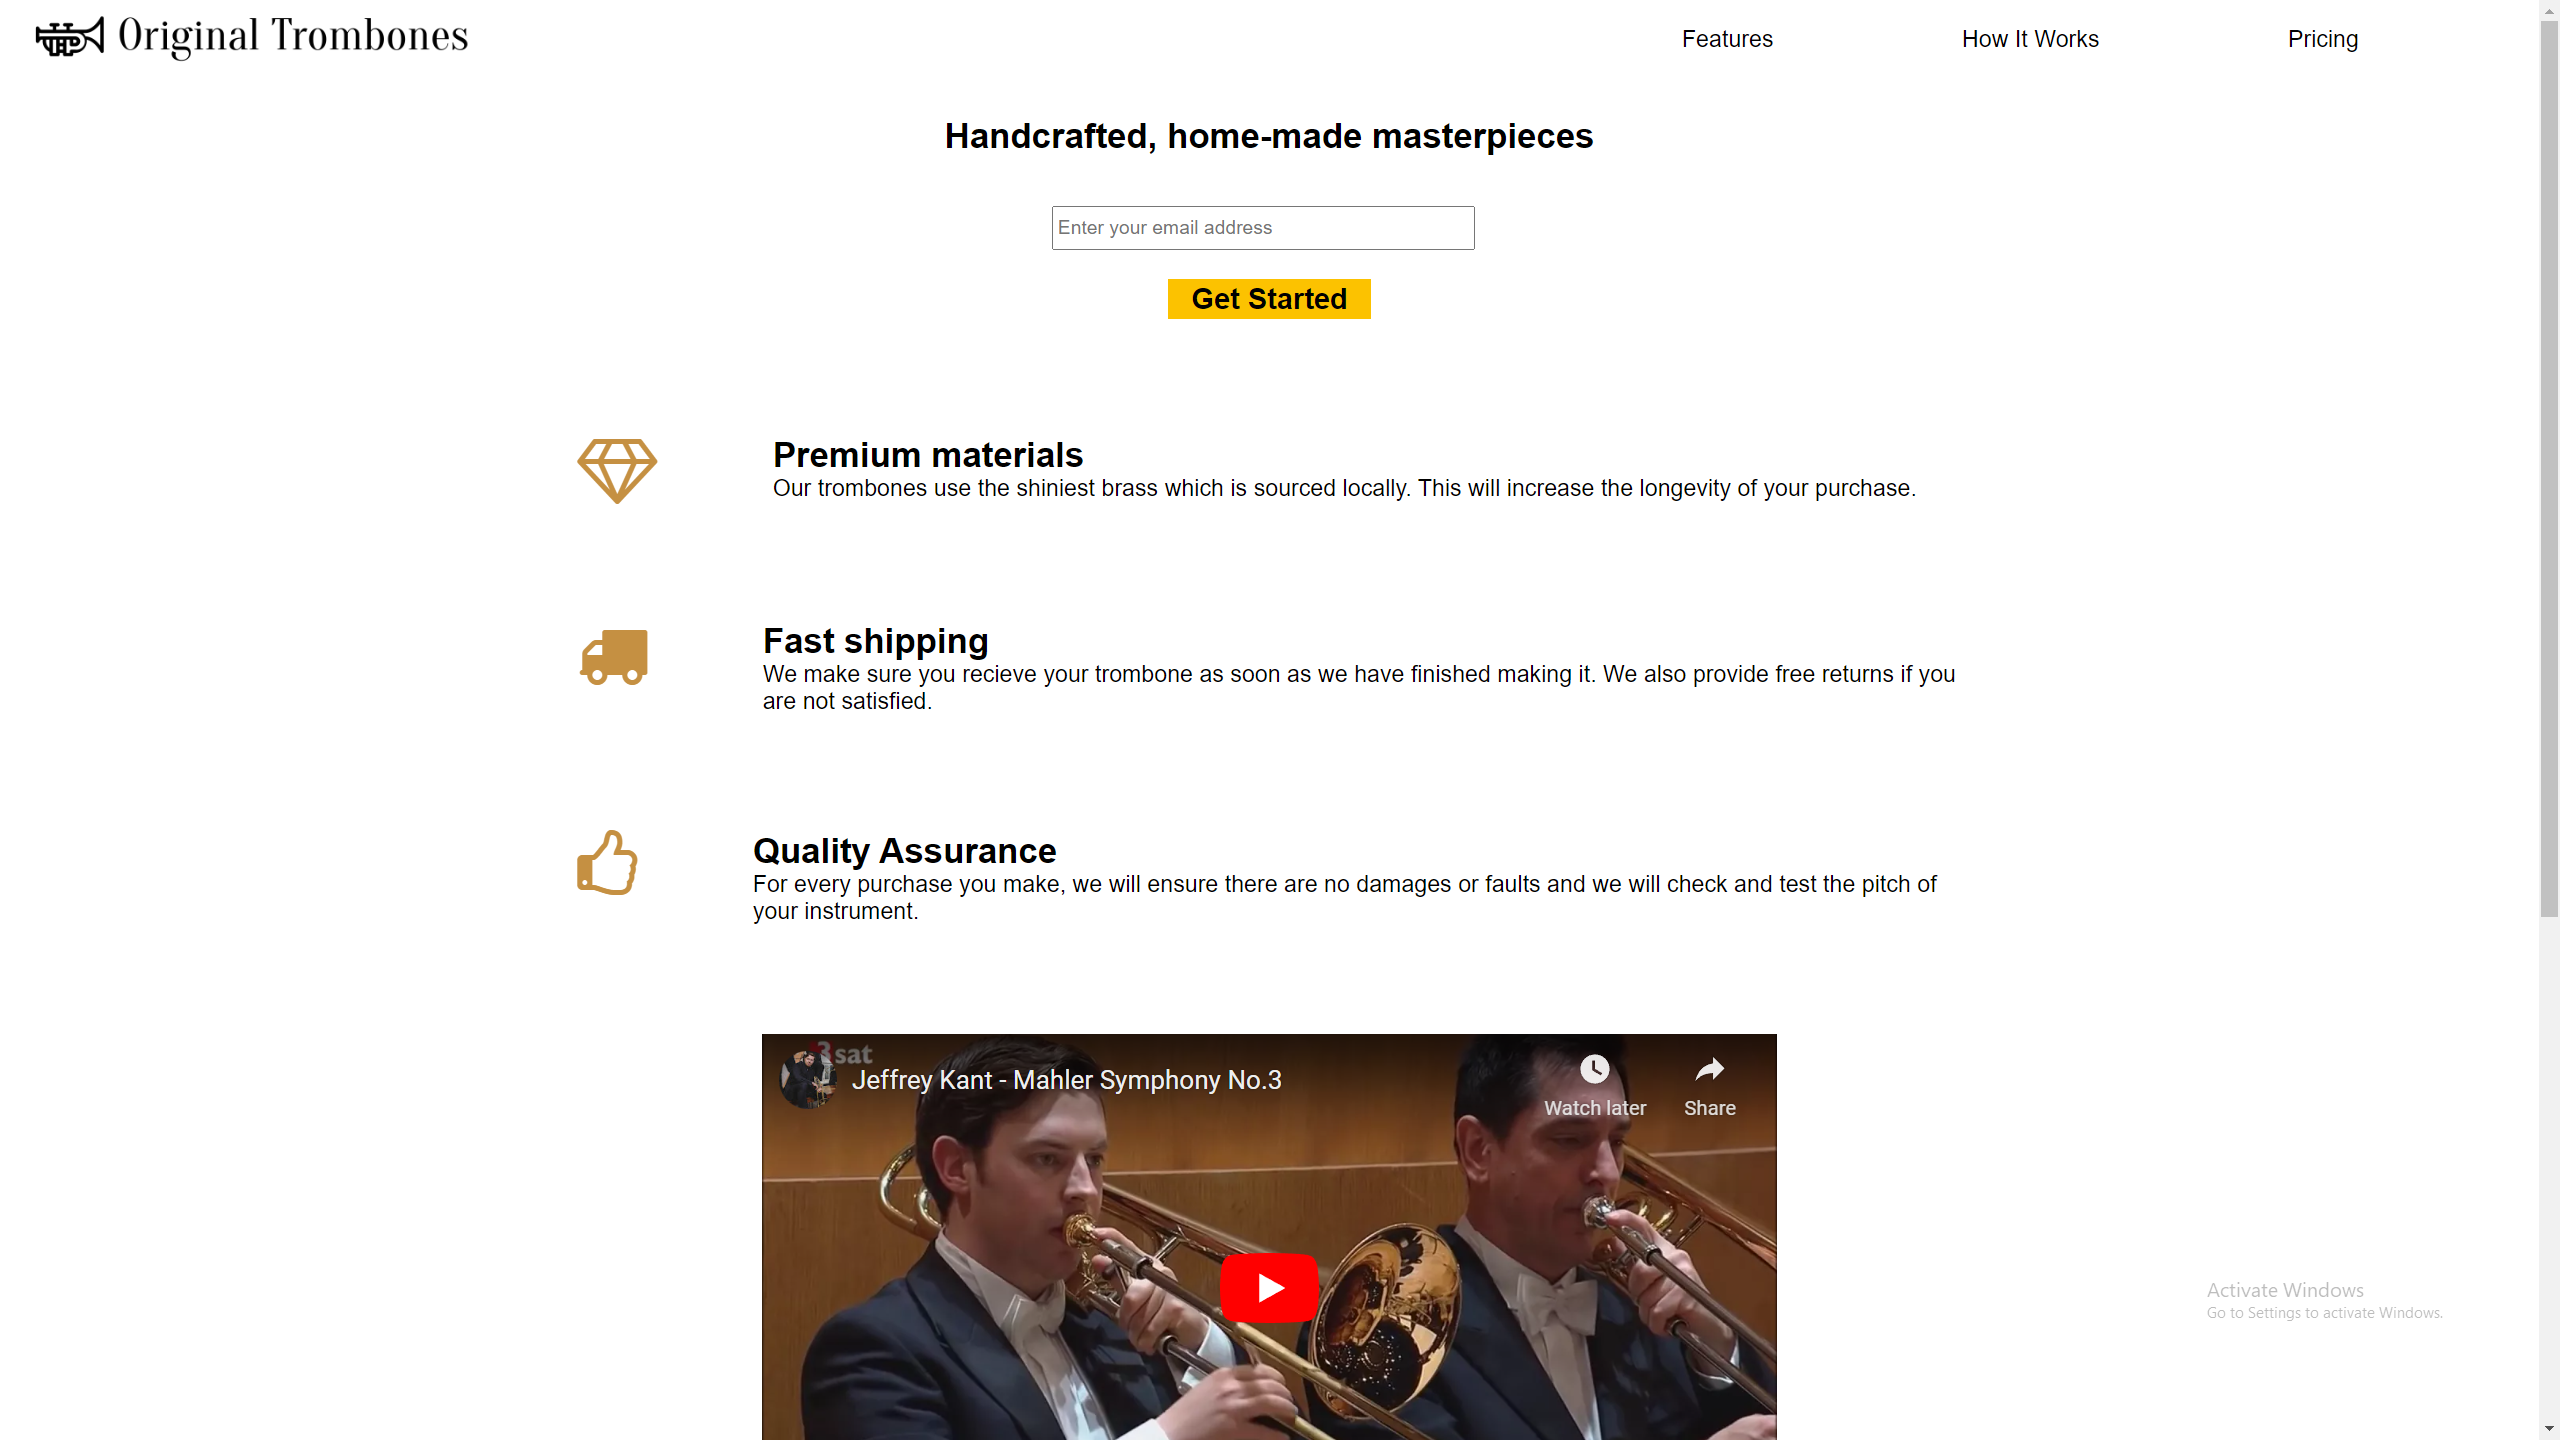 Original Trombones
Features
How It Works
Pricing
Handcrafted, home-made masterpieces
Enter your email address
Get Started
Premium materials
Our trombones use the shiniest brass which is sourced locally. This will increase the longevity of your purchase.
Fast shipping
We make sure you recieve your trombone as soon as we have finished making it. We also provide free returns if you
are not satisfied.
Quality Assurance
For every purchase you make, we will ensure there are no damages or faults and we will check and test the pitch of
your instrument.
3sat
Jeffrey Kant - Mahler Symphony No.3
Watch later
Share
Activate Windows
Go to Settings to activate Windows.